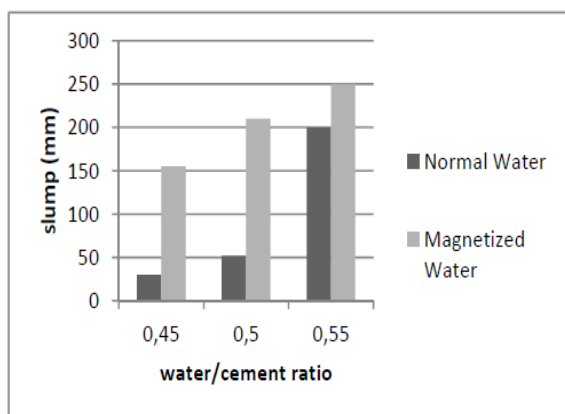 300
250
200
150
100
50
0
slump (mm)
0,45 0,5 0,55
water/cement ratio
Normal Water
Magnetized
Water